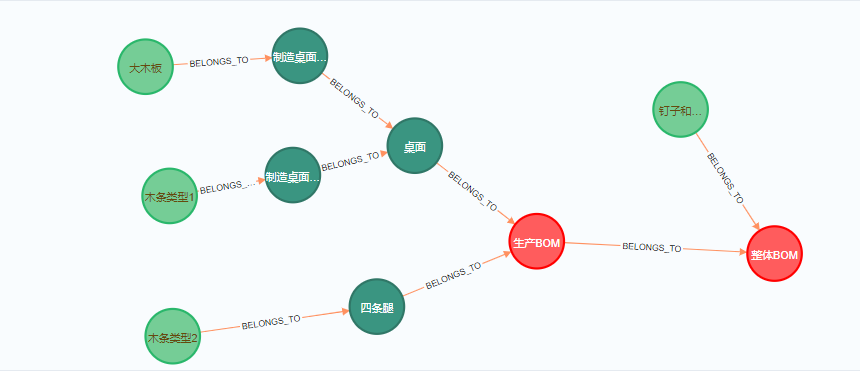 大木板
BELONGS_TO
制造桌面...
BELONGS_TO
钉子和...
木条类型1
BELONGS_...
制造桌面...
BELONGS_TO
桌面
BELONGS_TO
BELONGS_TO
生产BOM
BELONGS_TO
整体BOM
木条类型2
BELONGS_TO
四条腿
BELONGS_TO